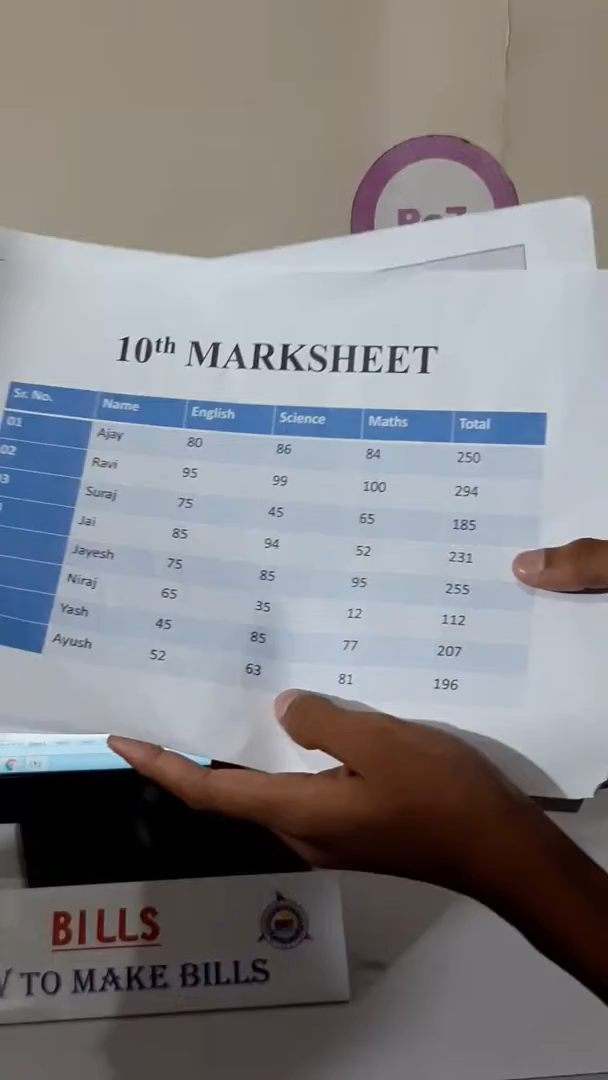 10th MARKSHEET
Sr. No. Name English Science Maths Total
01 Ajay 80 86 84 250
02 Ravi 95 99 100 294
3 Suraj 75 45 65 185
Jai 85 94 52 231
Jayesh 75 85 95 255
Niraj 65 35 12 112
Yash 45 85 77 207
Ayush 52 63 81 196
BILLS
TO MAKE BILLS